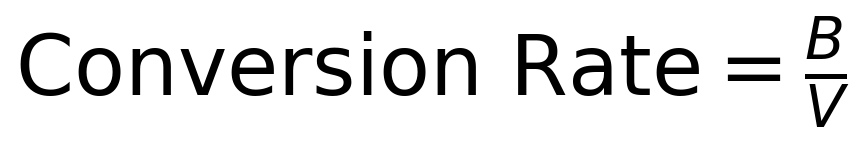 Conversion Rate = B/V